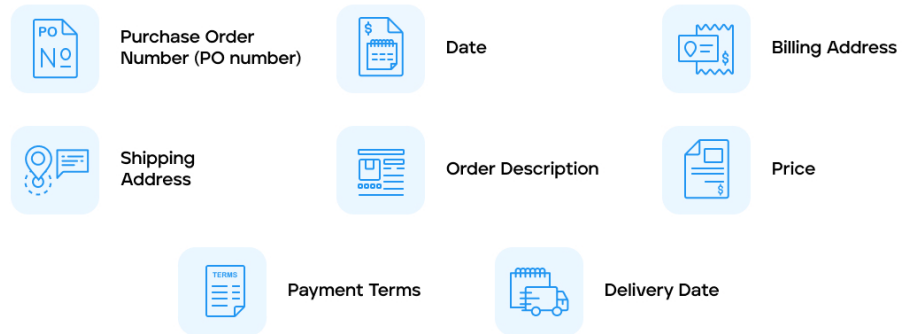 PO
Nº
Purchase Order
Number (PO number)
$
Date
$
Billing Address
Shipping
Address
Order Description
$
Price
TERMS
Payment Terms
Delivery Date